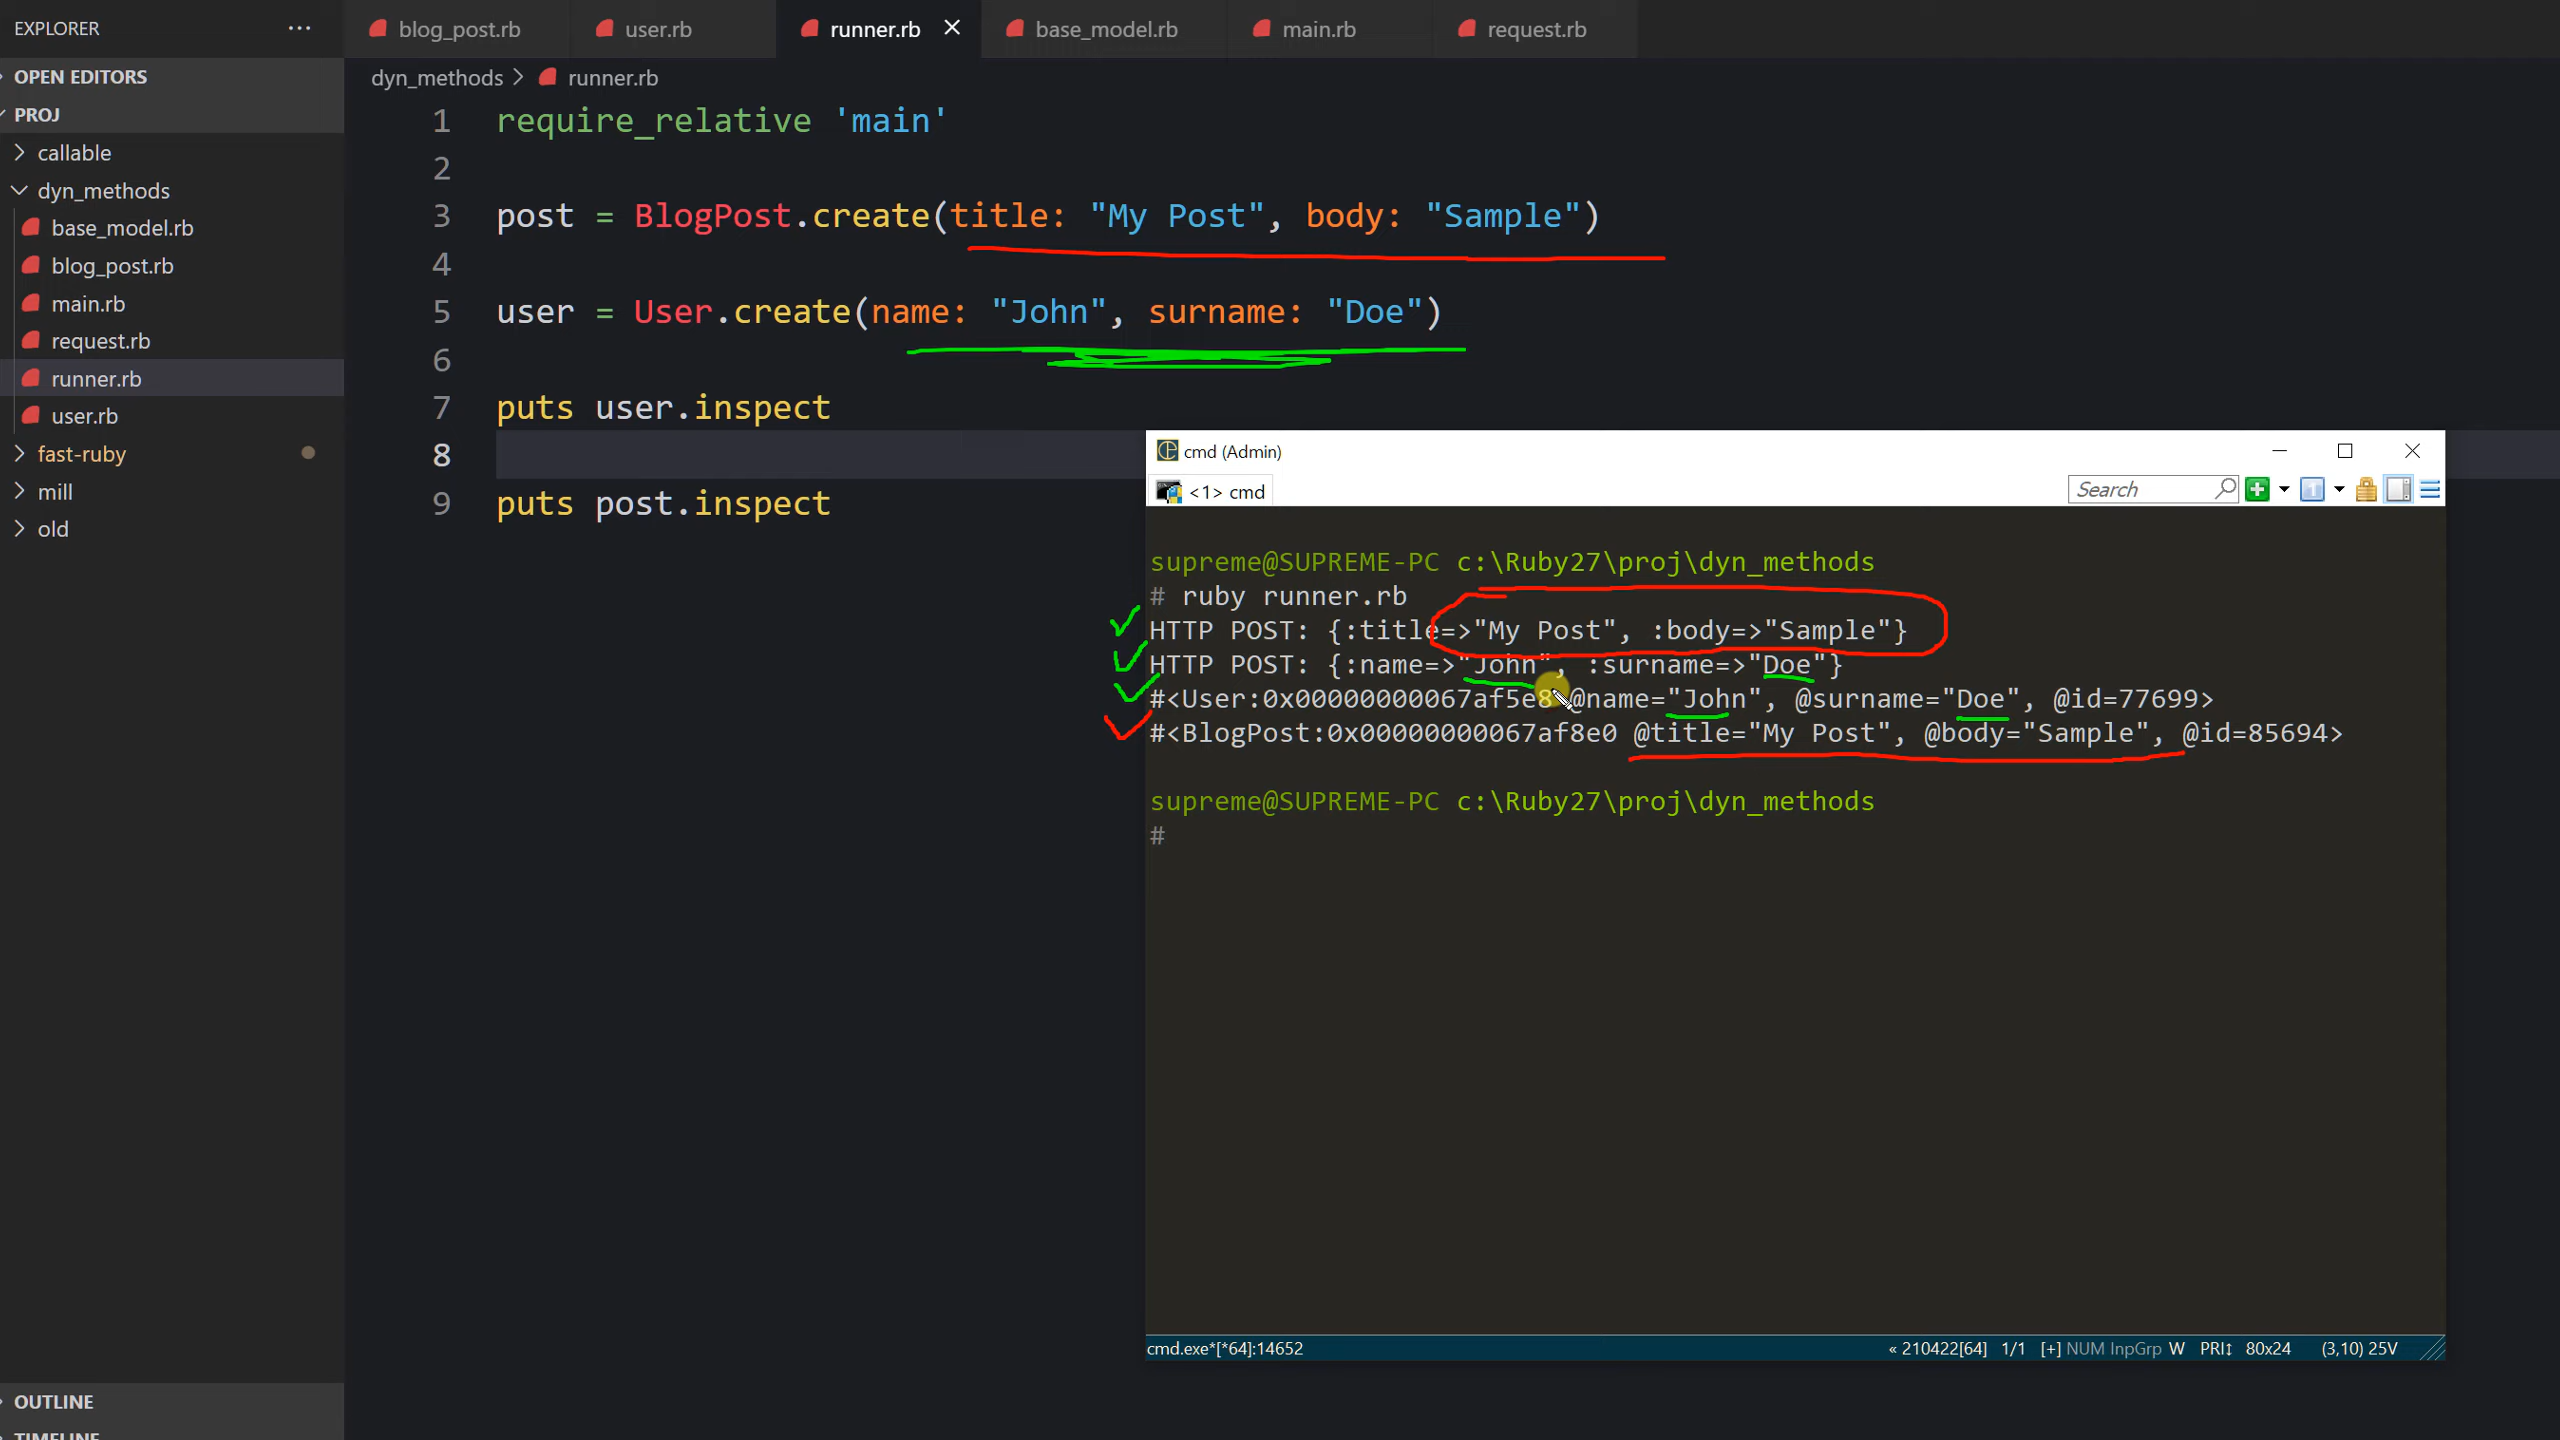 EXPLORER
OPEN EDITORS
PROJ
callable
dyn_methods
base_model.rb
blog_post.rb
main.rb
request.rb
runner.rb
user.rb
fast-ruby
mill
old
OUTLINE
TIMELINE
blog_post.rb user.rb runner.rb base_model.rb main.rb request.rb
dyn_methods > runner.rb
1 require_relative 'main'
2
3 post = BlogPost.create(title: "My Post", body: "Sample")
4
5 user = User.create(name: "John", surname: "Doe")
6
7 puts user.inspect
8
9 puts post.inspect
cmd (Admin)
<1> cmd
Search
1
supreme@SUPREME-PC c:\Ruby27\proj\dyn_methods
# ruby runner.rb
HTTP POST: {:title=>"My Post", :body=>"Sample"}
HTTP POST: {:name=>"John", :surname=>"Doe"}
#<User:0x00000000067af5e8 @name="John", @surname="Doe", @id=77699>
#<BlogPost:0x00000000067af8e0 @title="My Post", @body="Sample", @id=85694>
supreme@SUPREME-PC c:\Ruby27\proj\dyn_methods
#
cmd.exe*[*64]:14652 « 210422[64] 1/1 [+] NUM InpGrp W PRI↕ 80x24 (3,10) 25V